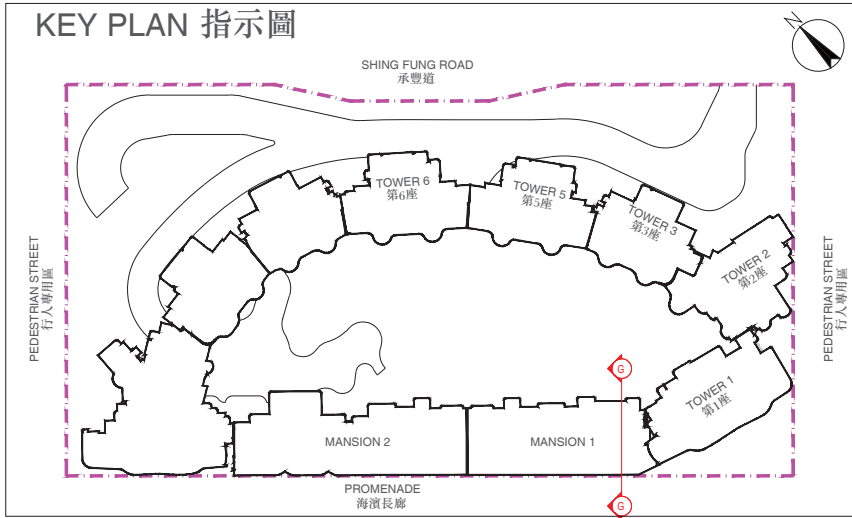 KEY PLAN 指示圖
N
SHING FUNG ROAD
承豐道
TOWER 6
第6座
TOWER 5
第5座
TOWER 3
第3座
TOWER 2
第2座
PEDESTRIAN STREET
行人專用區
PEDESTRIAN STREET
行人專用區
G
TOWER 1
第1座
MANSION 2
MANSION 1
PROMENADE
海濱長廊
G